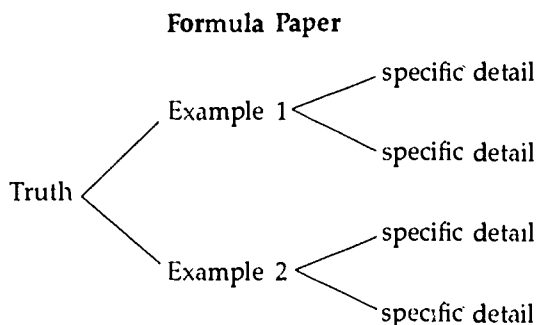 Formula Paper
specific detail
Example 1
specific detail
Truth
specific detail
Example 2
specific detail